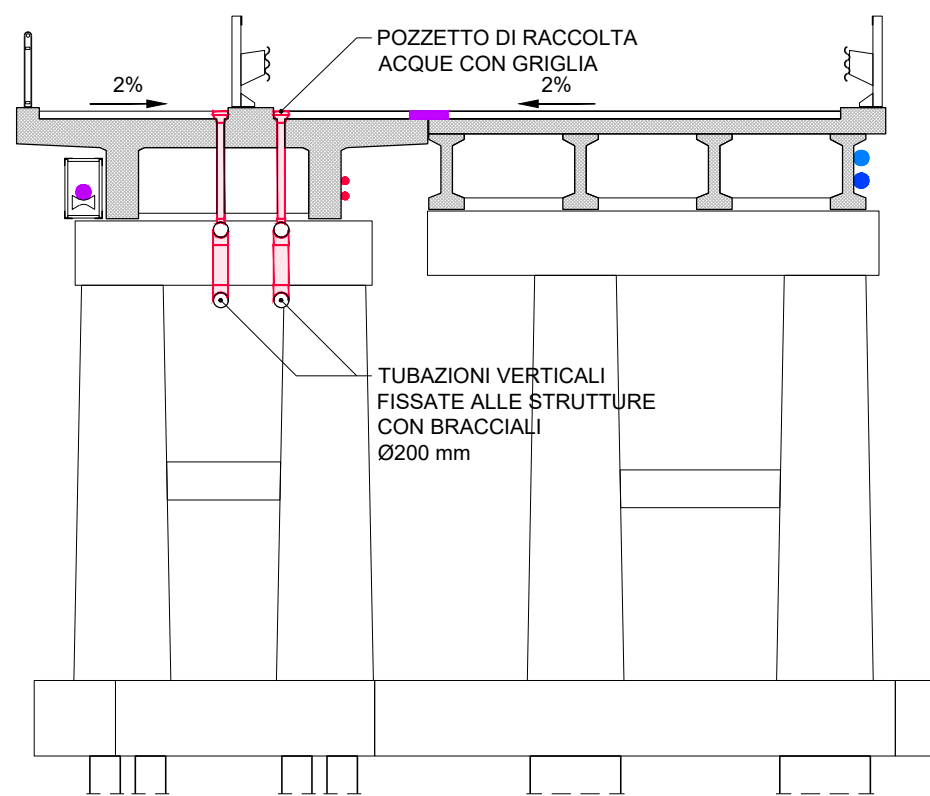 POZZETTO DI RACCOLTA
ACQUE CON GRIGLIA
2%
2%
TUBAZIONI VERTICALI
FISSATE ALLE STRUTTURE
CON BRACCIALI
Ø200 mm